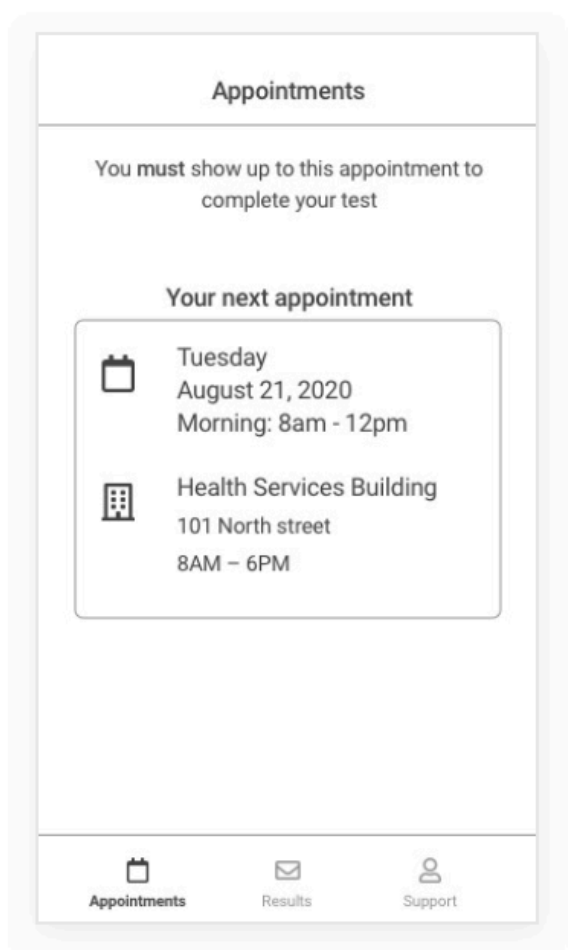 Appointments
You must show up to this appointment to
complete your test
Your next appointment
Tuesday
August 21, 2020
Morning: 8am - 12pm
Health Services Building
101 North street
8AM – 6PM
Appointments
Results
Support